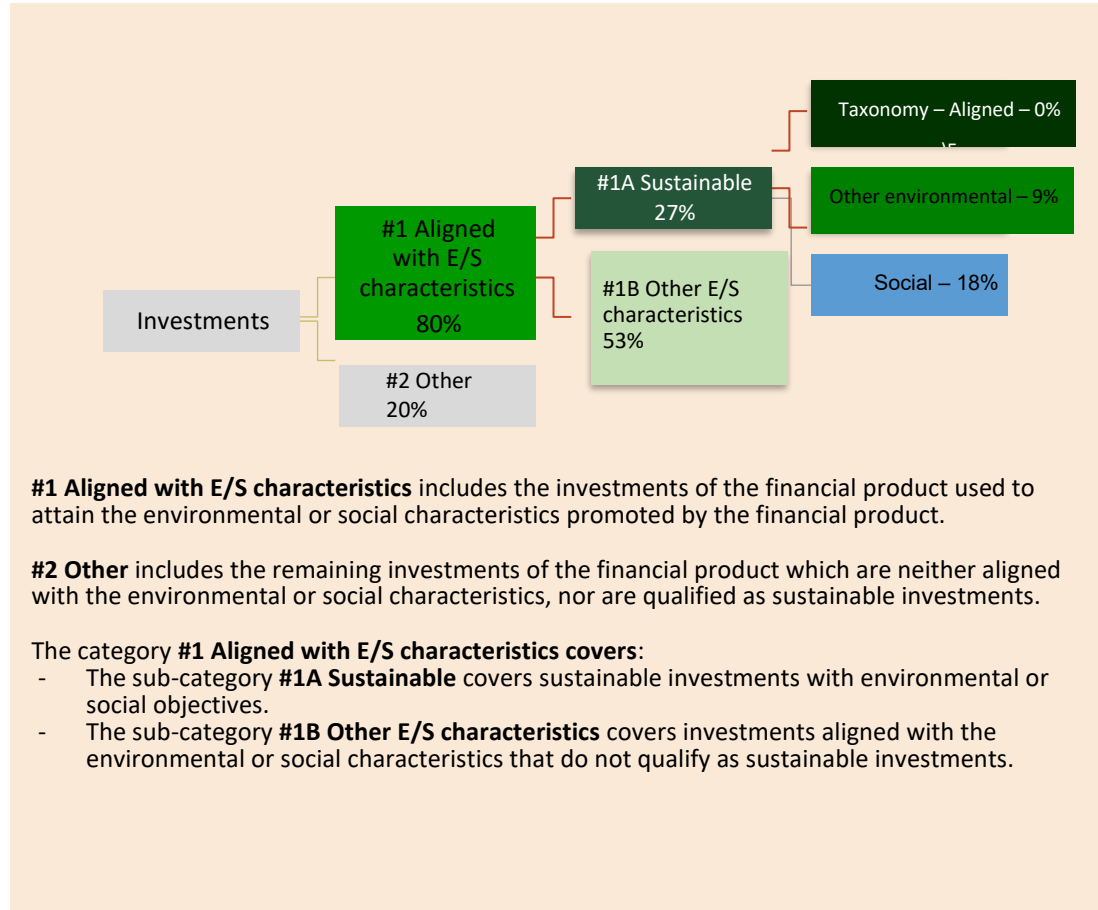 Taxonomy – Aligned – 0%
#1A Sustainable
27%
Other environmental – 9%
#1 Aligned
with E/S
characteristics
80%
#1B Other E/S
characteristics
53%
Social – 18%
Investments
#2 Other
20%
#1 Aligned with E/S characteristics includes the investments of the financial product used to
attain the environmental or social characteristics promoted by the financial product.
#2 Other includes the remaining investments of the financial product which are neither aligned
with the environmental or social characteristics, nor are qualified as sustainable investments.
The category #1 Aligned with E/S characteristics covers:
- The sub-category #1A Sustainable covers sustainable investments with environmental or
social objectives.
- The sub-category #1B Other E/S characteristics covers investments aligned with the
environmental or social characteristics that do not qualify as sustainable investments.